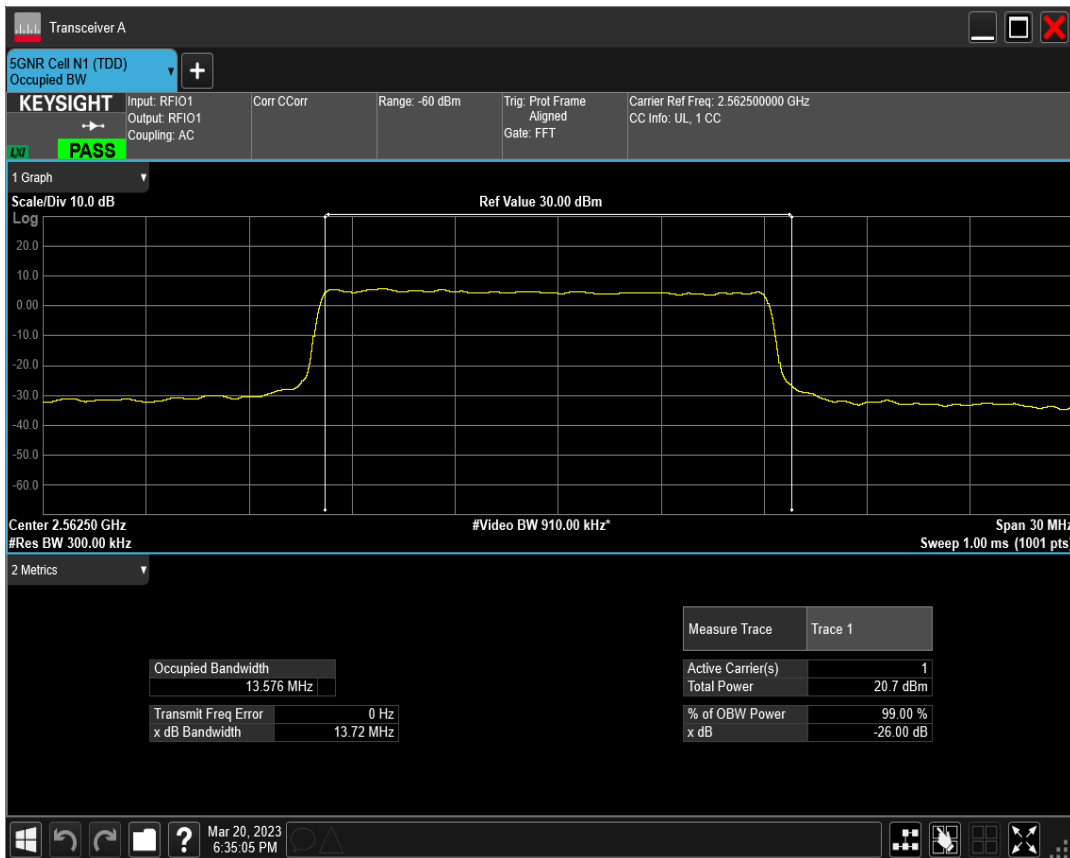 Transceiver A
5GNR Cell N1 (TDD)
Occupied BW
+
KEYSIGHT
LXI
PASS
Input: RFIO1
Output: RFIO1
Coupling: AC
Corr CCorr
Range: -60 dBm
Trig: Prot Frame
Aligned
Gate: FFT
Carrier Ref Freq: 2.562500000 GHz
CC Info: UL, 1 CC
1 Graph
Scale/Div 10.0 dB
Ref Value 30.00 dBm
Log
20.0
10.0
0.00
-10.0
-20.0
-30.0
-40.0
-50.0
-60.0
Center 2.56250 GHz
#Video BW 910.00 kHz*
Span 30 MHz
#Res BW 300.00 kHz
Sweep 1.00 ms (1001 pts)
2 Metrics
Measure Trace Trace 1
Occupied Bandwidth
13.576 MHz
Active Carrier(s) 1
Total Power 20.7 dBm
Transmit Freq Error 0 Hz
x dB Bandwidth 13.72 MHz
% of OBW Power 99.00 %
x dB -26.00 dB
?
Mar 20, 2023
6:35:05 PM